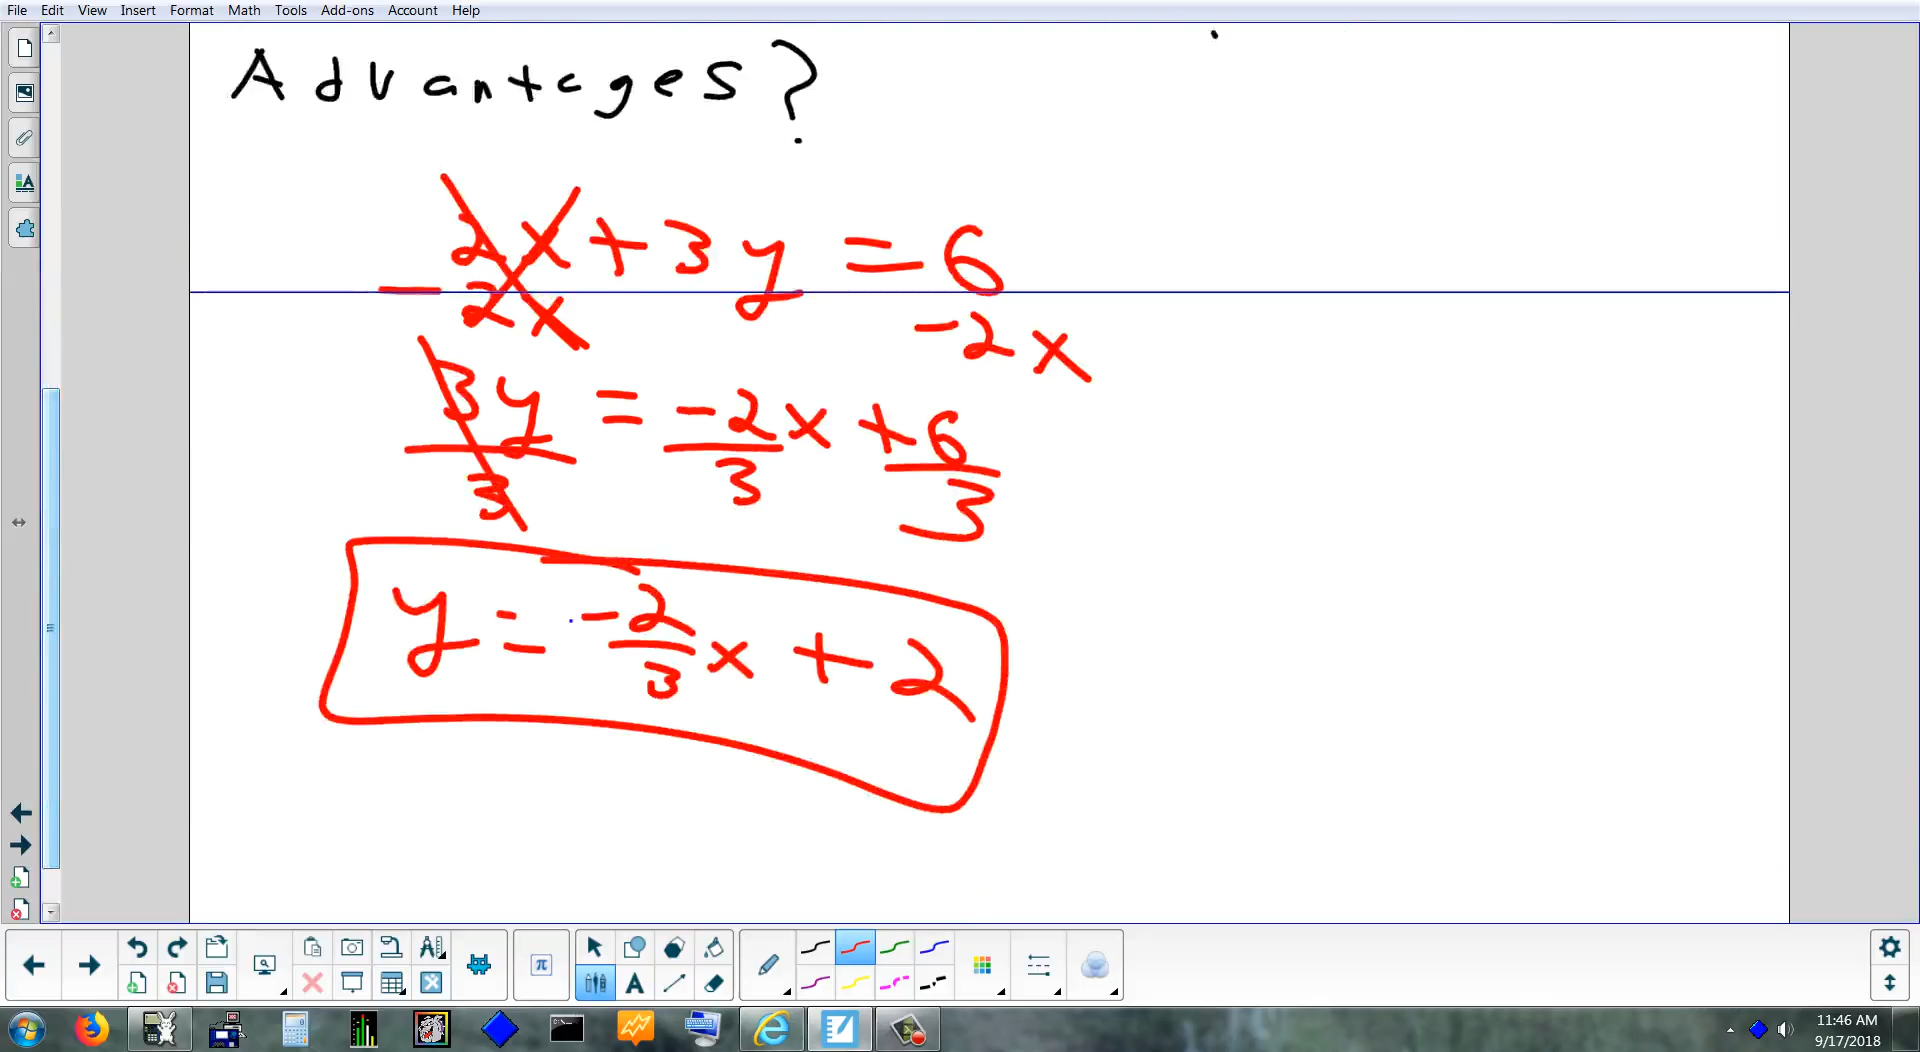 File Edit View Insert Format Math Tools Add-ons Account Help
Advantages?
2x + 3y = 6
- 2x -2x
3y = -2x + 6
3 3 3
y = -2/3 x + 2
π
A
11:46 AM
9/17/2018